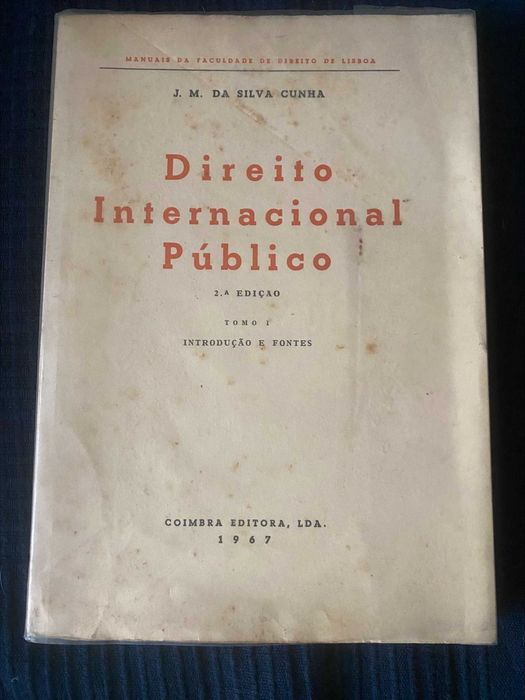 MANUAIS DA FACULDADE DE DIREITO DE LISBOA
J. M. DA SILVA CUNHA
Direito
Internacional
Público
2.ª EDIÇÃO
TOMO I
INTRODUÇÃO E FONTES
COIMBRA EDITORA, LDA.
1967